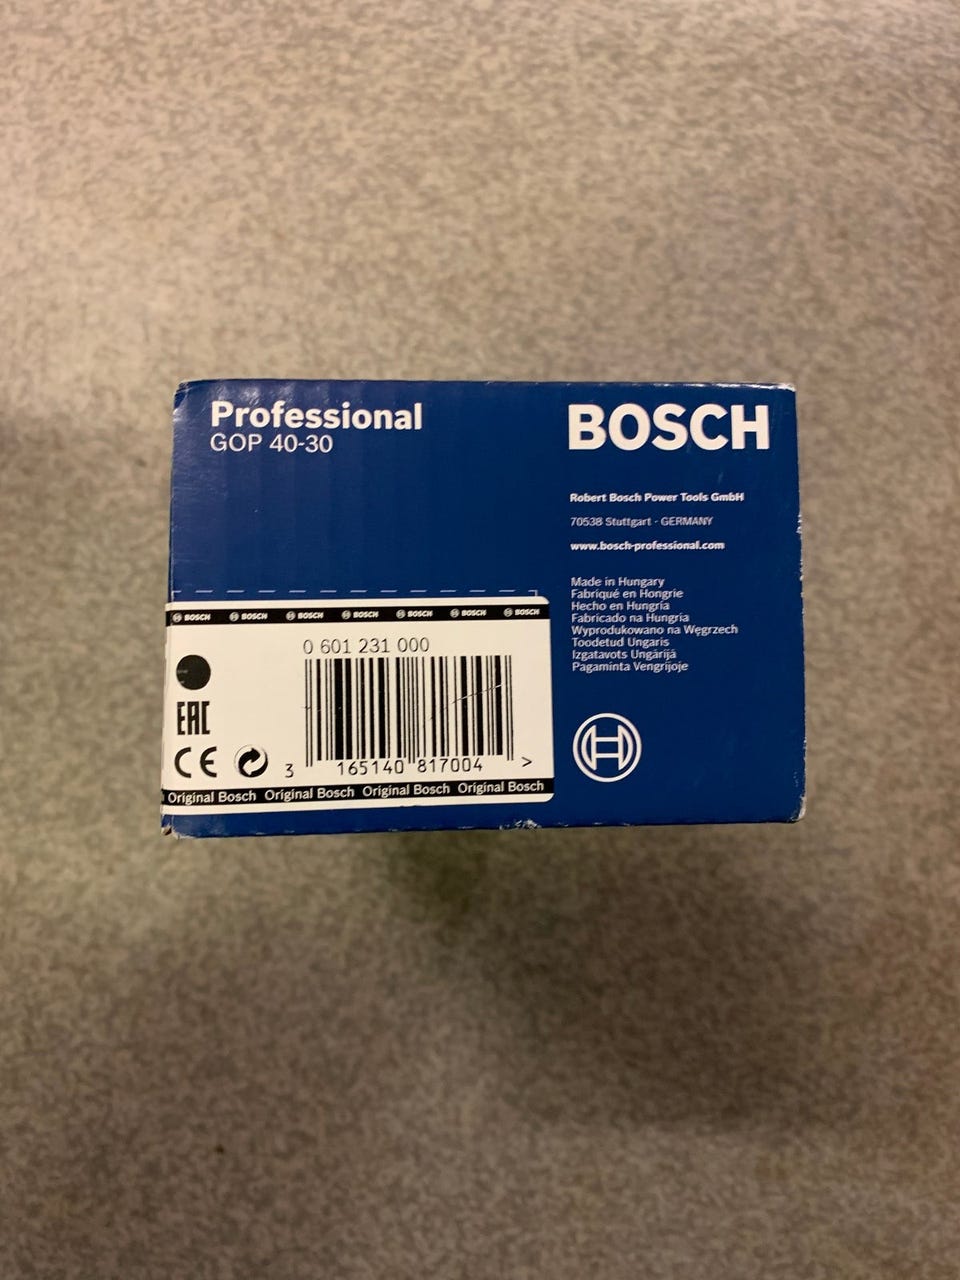 Professional
GOP 40-30
BOSCH
Robert Bosch Power Tools GmbH
70538 Stuttgart - GERMANY
www.bosch-professional.com
Made in Hungary
Fabriqué en Hongrie
Hecho en Hungria
Fabricado na Hungria
Wyprodukowano na Węgrzech
Toodetud Ungaris
Izgatavots Ungārijā
Pagaminta Vengrijoje
BOSCH BOSCH BOSCH BOSCH BOSCH BOSCH BOSCH
0 601 231 000
EAC
CE
3 165140 817004 >
Original Bosch Original Bosch Original Bosch Original Bosch